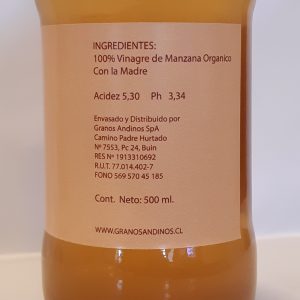 INGREDIENTES:
100% Vinagre de Manzana Organico
Con la Madre
Acidez 5,30 Ph 3,34
Envasado y Distribuido por
Granos Andinos SpA
Camino Padre Hurtado
Nº 7553, Pc 24, Buin
RES Nº 1913310692
R.U.T. 77.014.402-7
FONO 569 570 45 185
Cont. Neto: 500 ml.
WWW.GRANOSANDINOS.CL